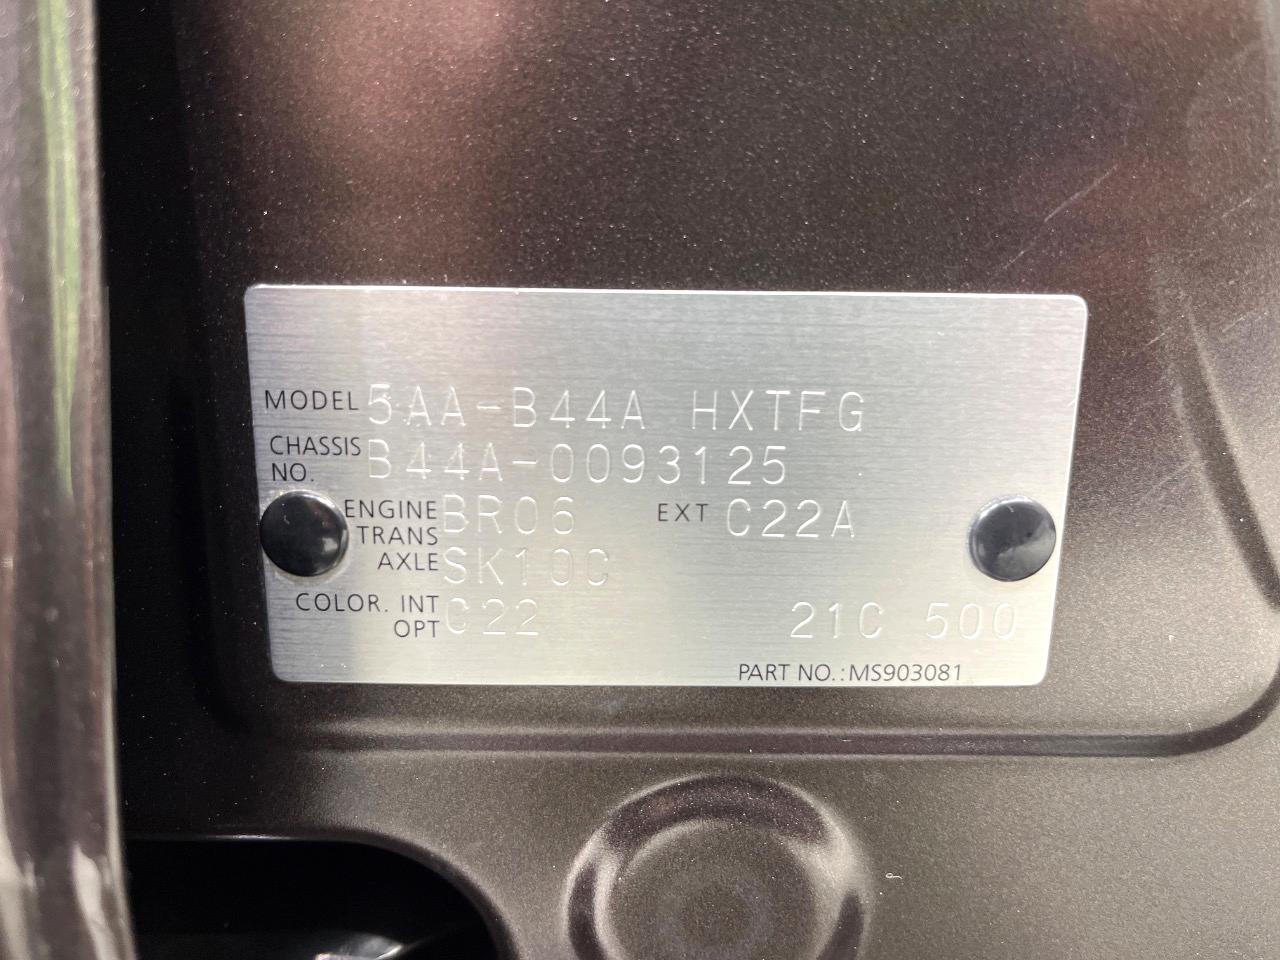 MODEL 5AA-B44A HXTFG
CHASSIS NO. B44A-0093125
ENGINE BR06 EXT C22A
TRANS AXLE SK10C
COLOR. INT
OPT C22 21C 500
PART NO.: MS903081